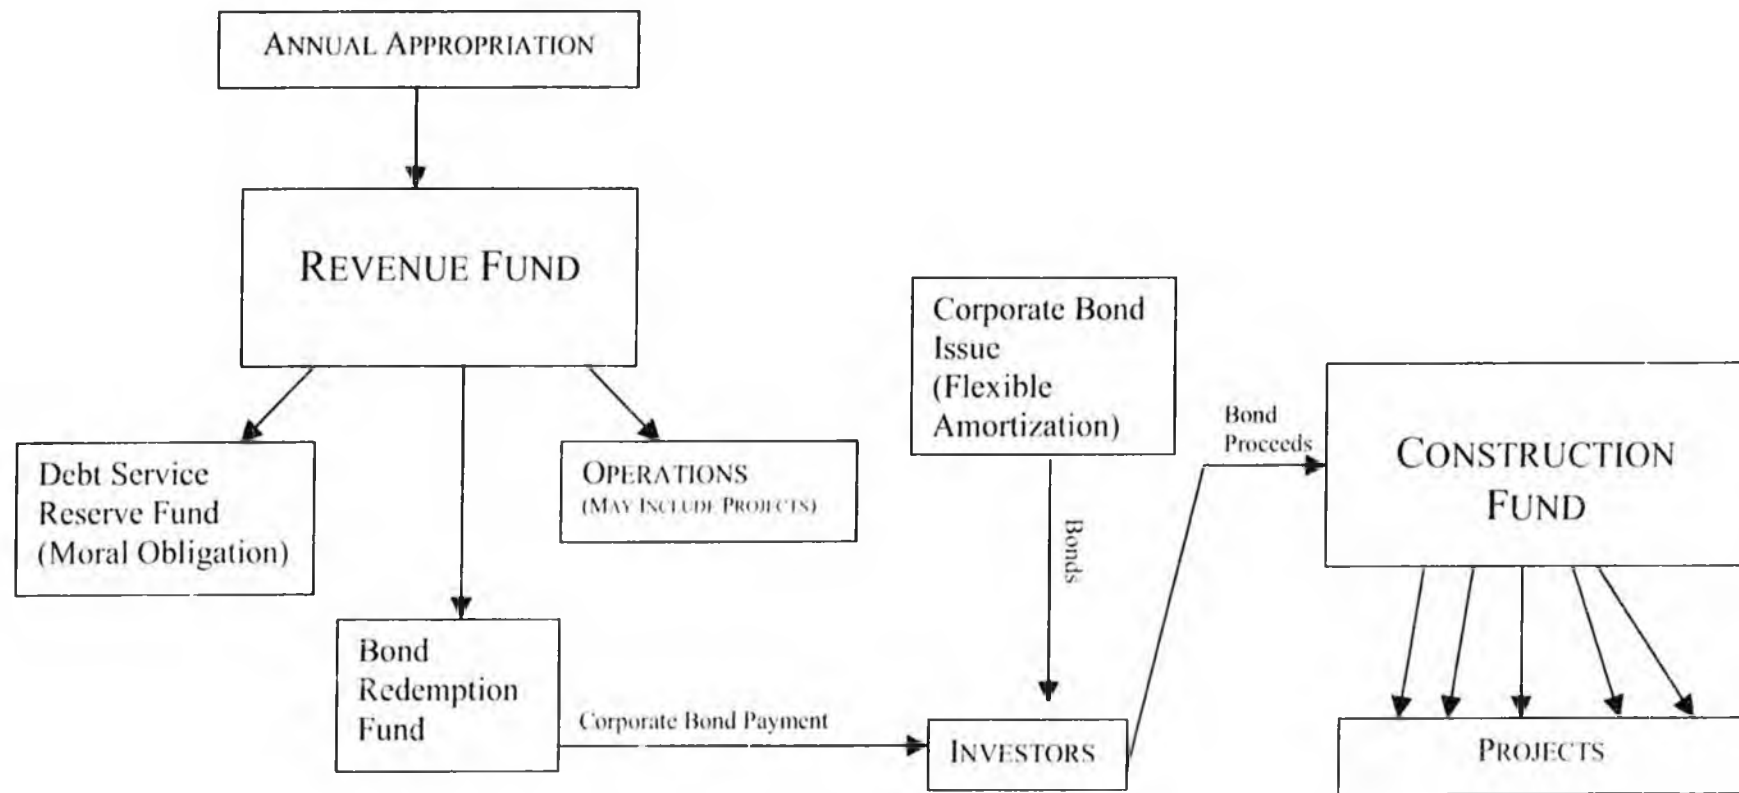 ANNUAL APPROPRIATION
REVENUE FUND
Debt Service
Reserve Fund
(Moral Obligation)
OPERATIONS
(MAY INCLUDE PROJECTS)
Bond
Redemption
Fund
Corporate Bond Payment
Corporate Bond
Issue
(Flexible
Amortization)
Bonds
INVESTORS
Bond
Proceeds
CONSTRUCTION
FUND
PROJECTS